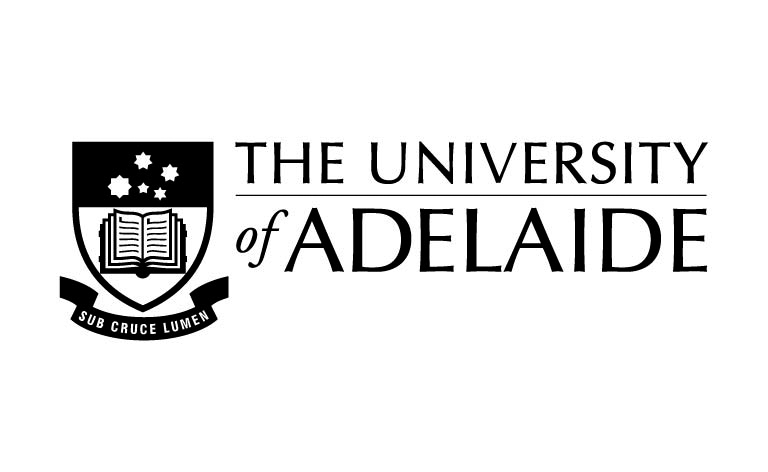 THE UNIVERSITY
of ADELAIDE
SUB CRUCE LUMEN